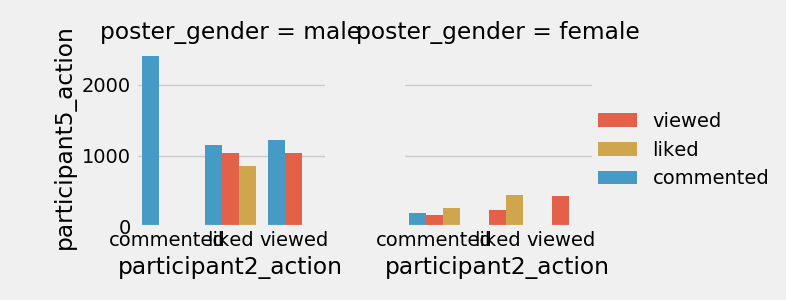 poster_gender = male
poster_gender = female
participant5_action
2000
1000
0
commented
liked
viewed
commented
liked
viewed
participant2_action
participant2_action
viewed
liked
commented